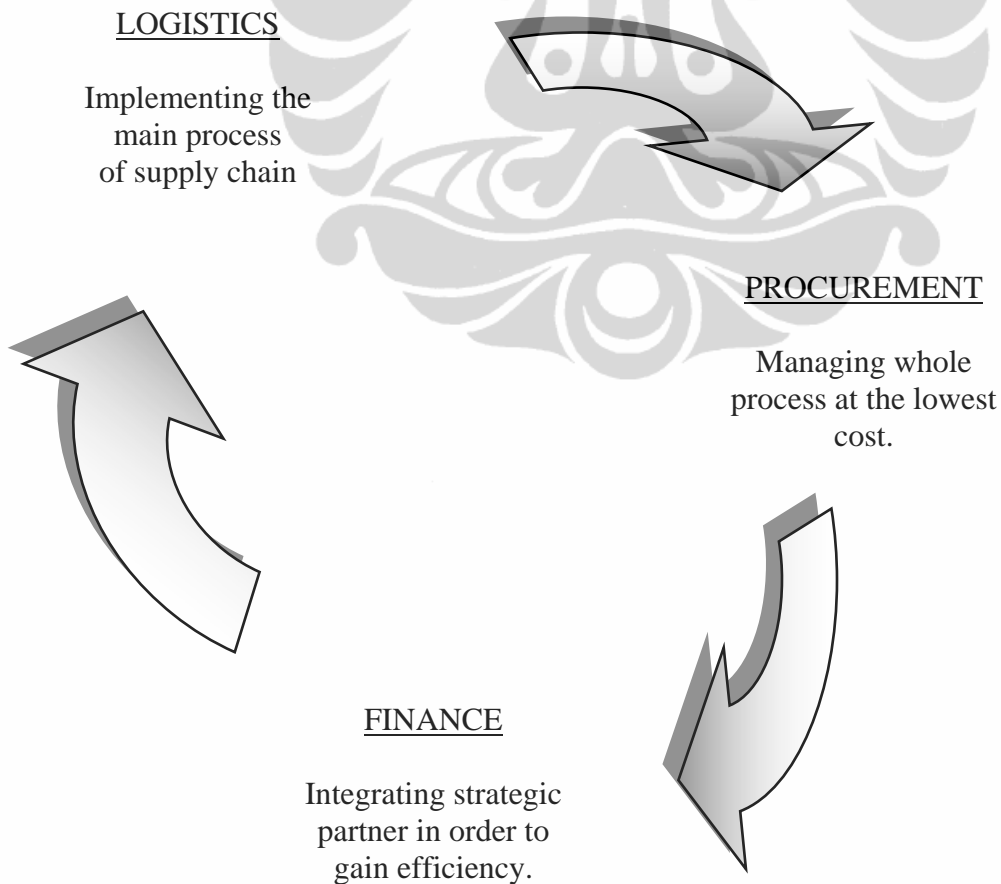 LOGISTICS
Implementing the
main process
of supply chain
PROCUREMENT
Managing whole
process at the lowest
cost.
FINANCE
Integrating strategic
partner in order to
gain efficiency.